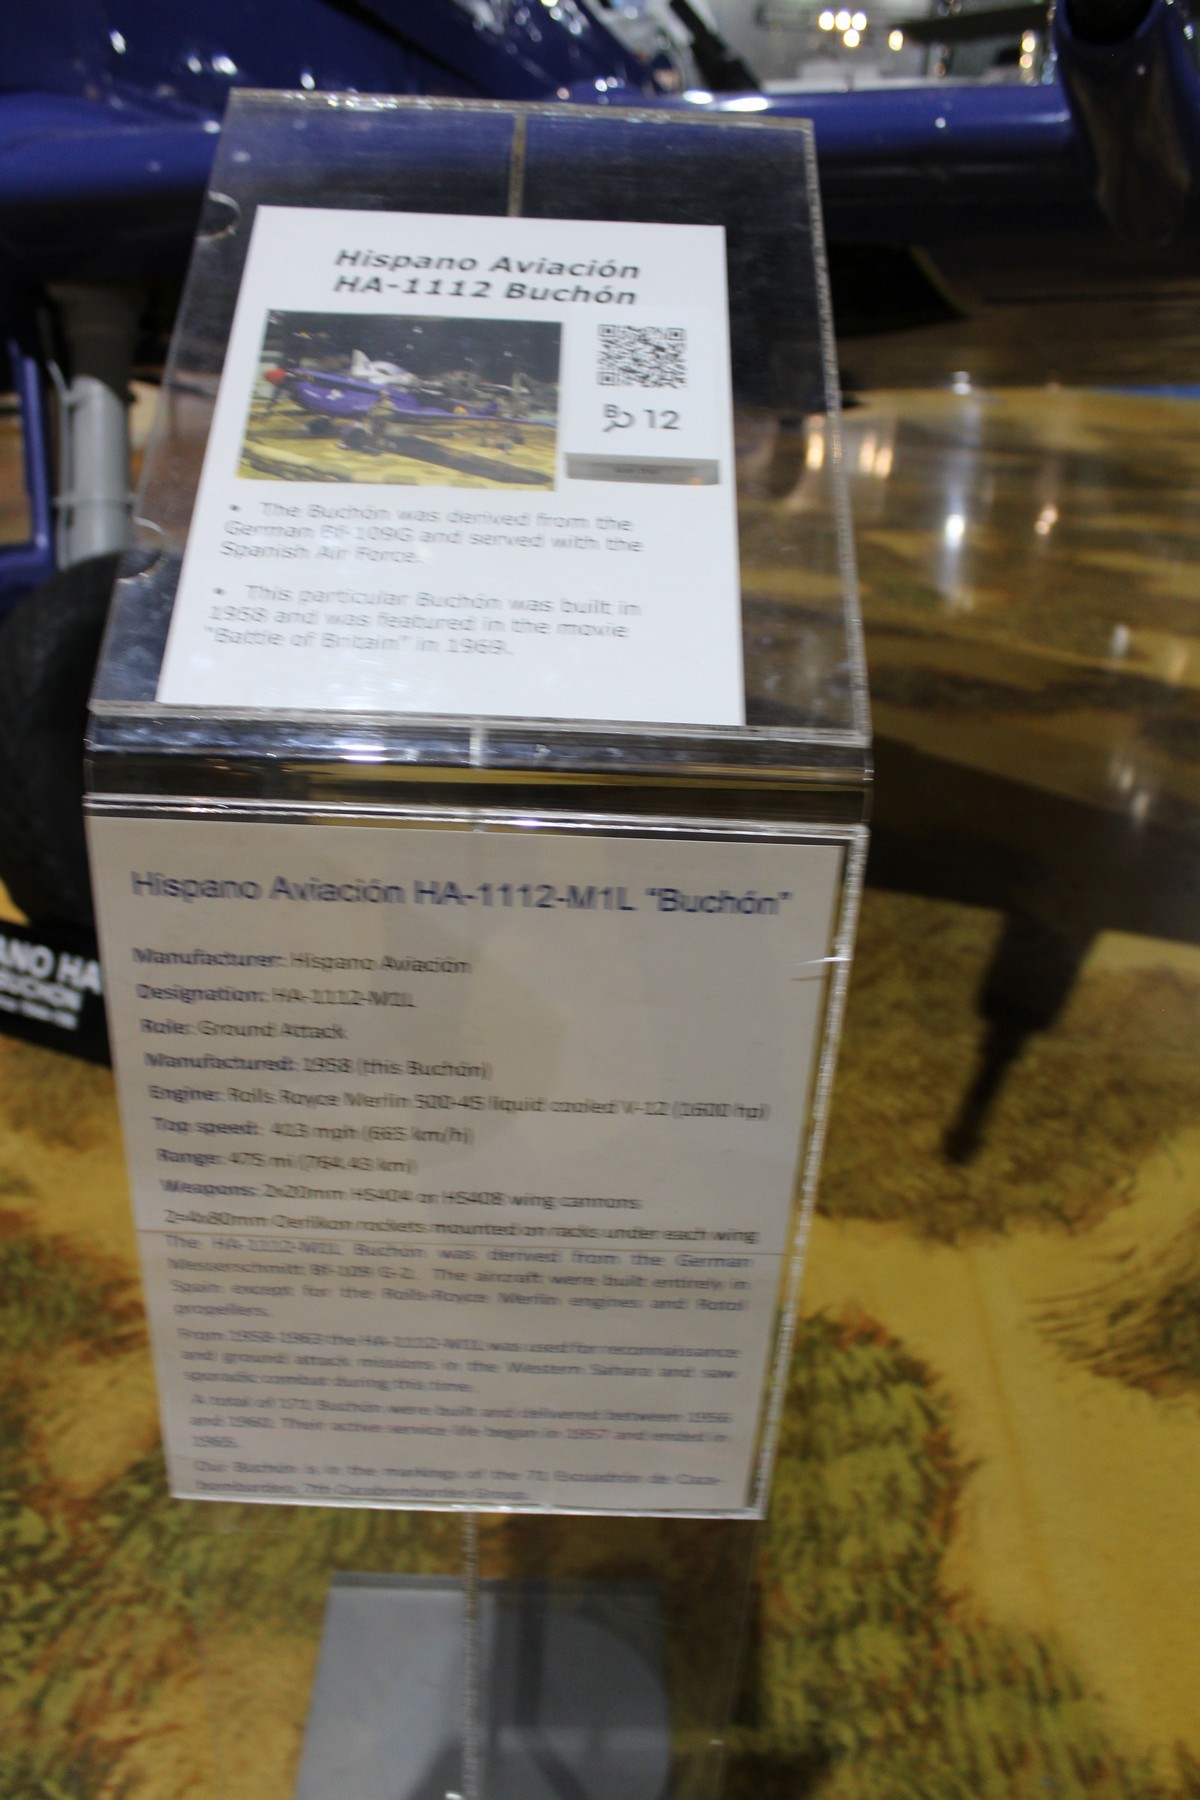 Hispano Aviación
HA-1112 Buchón
12
• The Buchón was derived from the
German Bf-109G and served with the
Spanish Air Force.
• This particular Buchón was built in
1958 and was featured in the movie
"Battle of Britain" in 1969.
Hispano Aviación HA-1112-M1L "Buchón"
Manufacturer: Hispano Aviación
Designation: HA-1112-M1L
Role: Ground Attack
Manufactured: 1958 (this Buchón)
Engine: Rolls Royce Merlin 500-45 liquid cooled V-12 (1600 hp)
Top speed: 413 mph (665 km/h)
Range: 475 mi (764.43 km)
Weapons: 2x20mm HS404 or HS408 wing cannons
2=4x80mm Oerlikon rockets mounted on racks under each wing
The HA-1112-M1L Buchón was derived from the German
Messerschmitt Bf-109 G-2. The aircraft were built entirely in
Spain except for the Rolls-Royce Merlin engines and Rotol
propellers.
From 1958-1963 the HA-1112-M1L was used for reconnaissance
and ground attack missions in the Western Sahara and saw
sporadic combat during this time.
A total of 171 Buchón were built and delivered between 1956
and 1960. Their active service life began in 1957 and ended in
1965.
Our Buchón is in the markings of the 71 Escuadrón de Caza-
bombardeo, 7th Cazabombardeo Group.
ANO HA
BUCHON